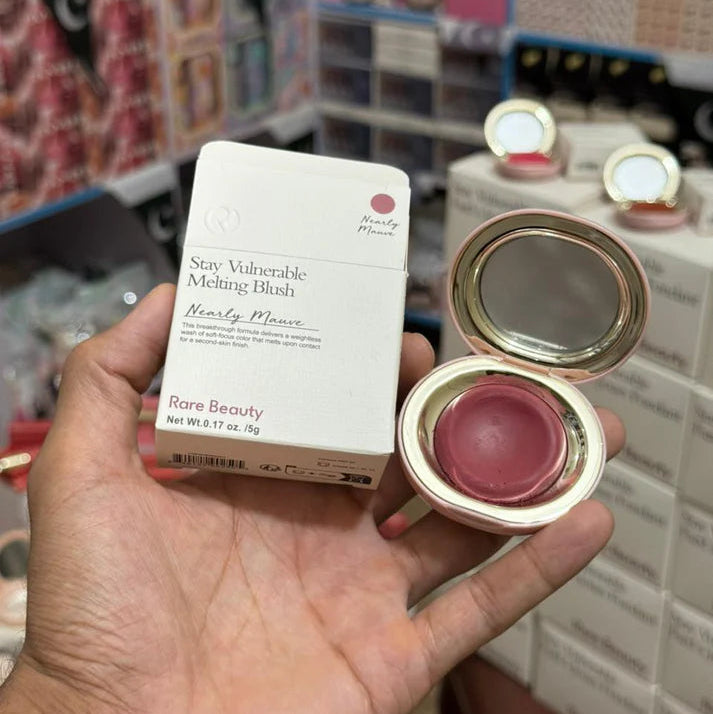 Nearly
Mauve
Stay Vulnerable
Melting Blush
Nearly Mauve
This breakthrough formula delivers a weightless
wash of soft-focus color that melts upon contact
for a second-skin finish.
Rare Beauty
Net Wt.0.17 oz. /5g